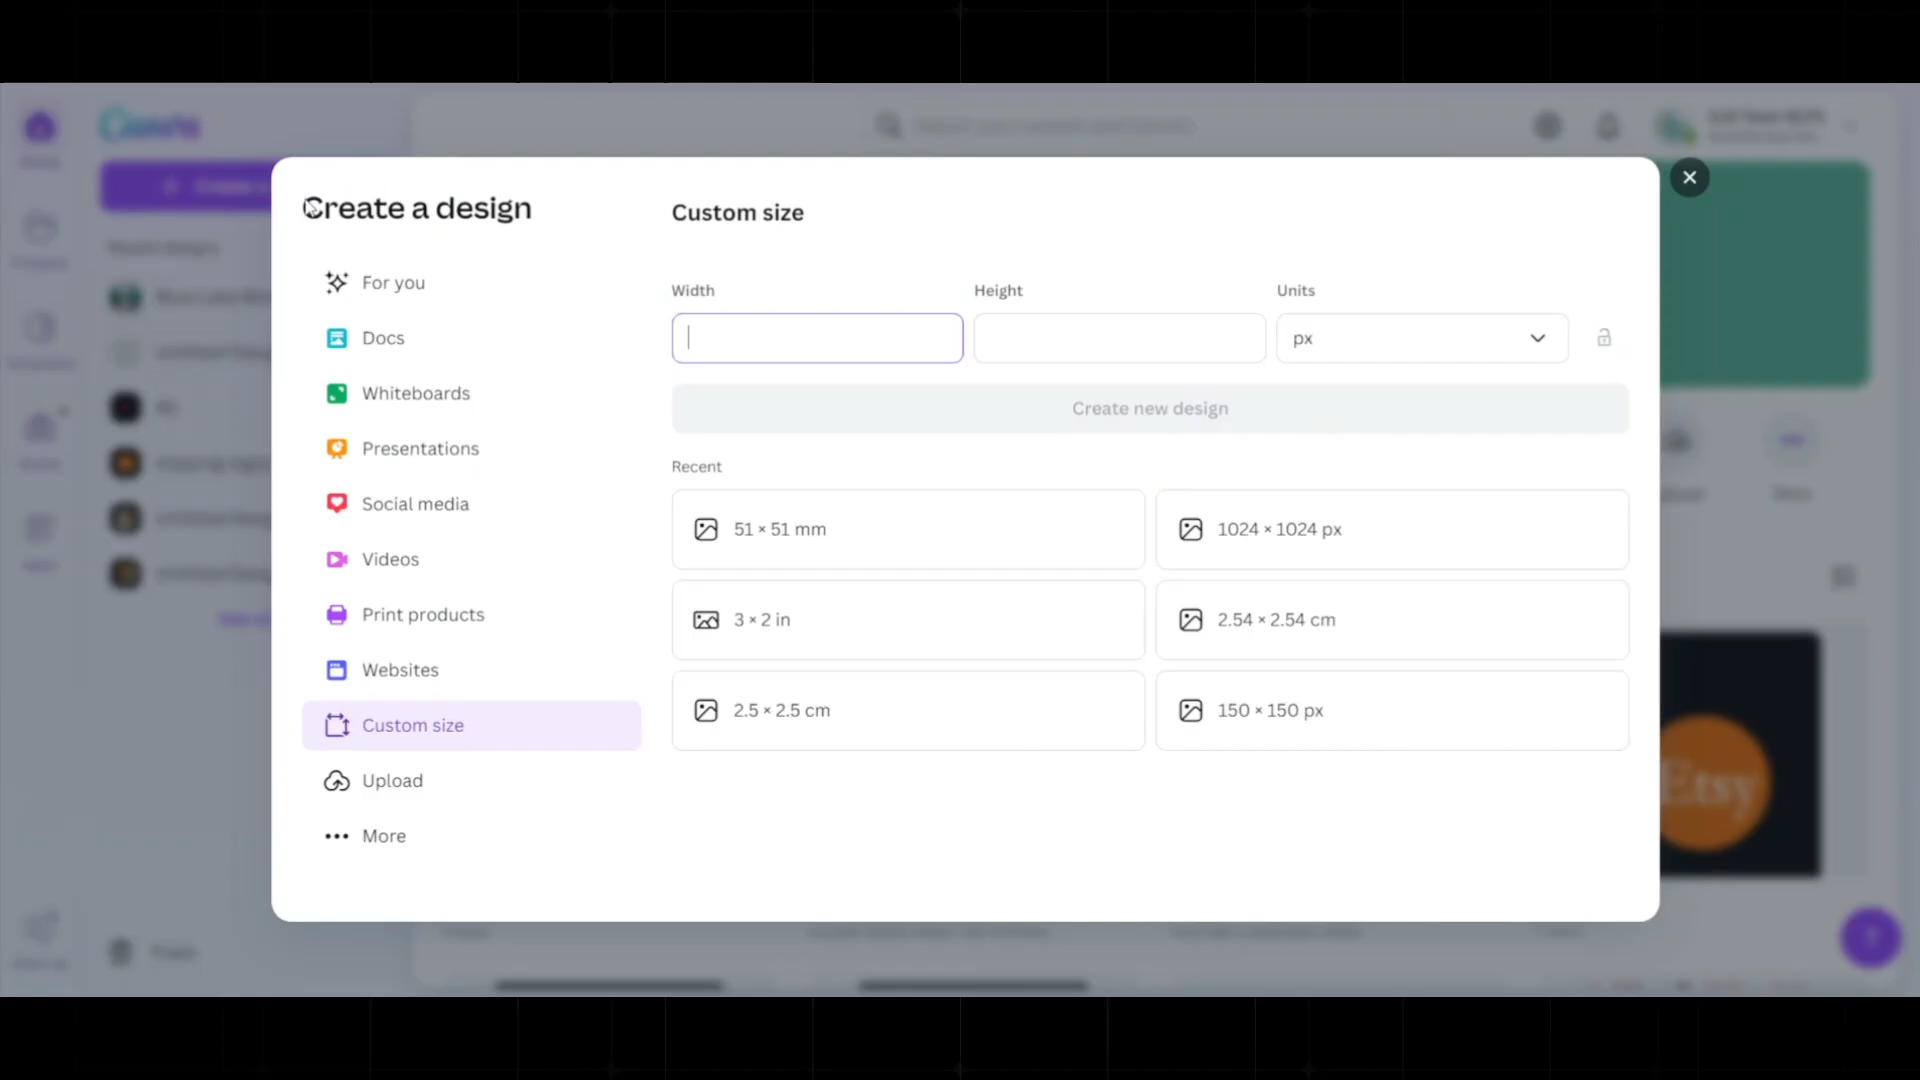 Canva
Create a design
For you
Docs
Whiteboards
Presentations
Social media
Videos
Print products
Websites
Custom size
Upload
More
Custom size
Width
Height
Units
px
Create new design
Recent
51 × 51 mm
1024 × 1024 px
3 × 2 in
2.54 × 2.54 cm
2.5 × 2.5 cm
150 × 150 px
Etsy